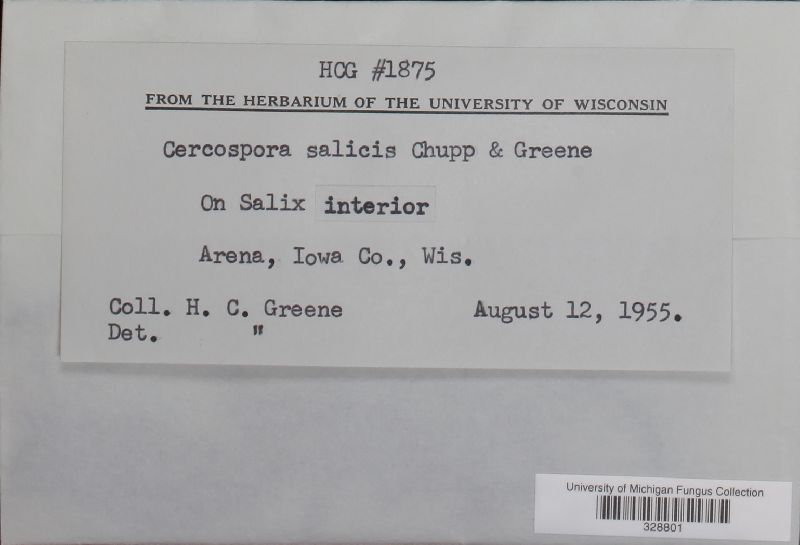 HCG #1875
FROM THE HERBARIUM OF THE UNIVERSITY OF WISCONSIN
Cercospora salicis Chupp & Greene
On Salix interior
Arena, Iowa Co., Wis.
Coll. H. C. Greene August 12, 1955.
Det. "
University of Michigan Fungus Collection
328801